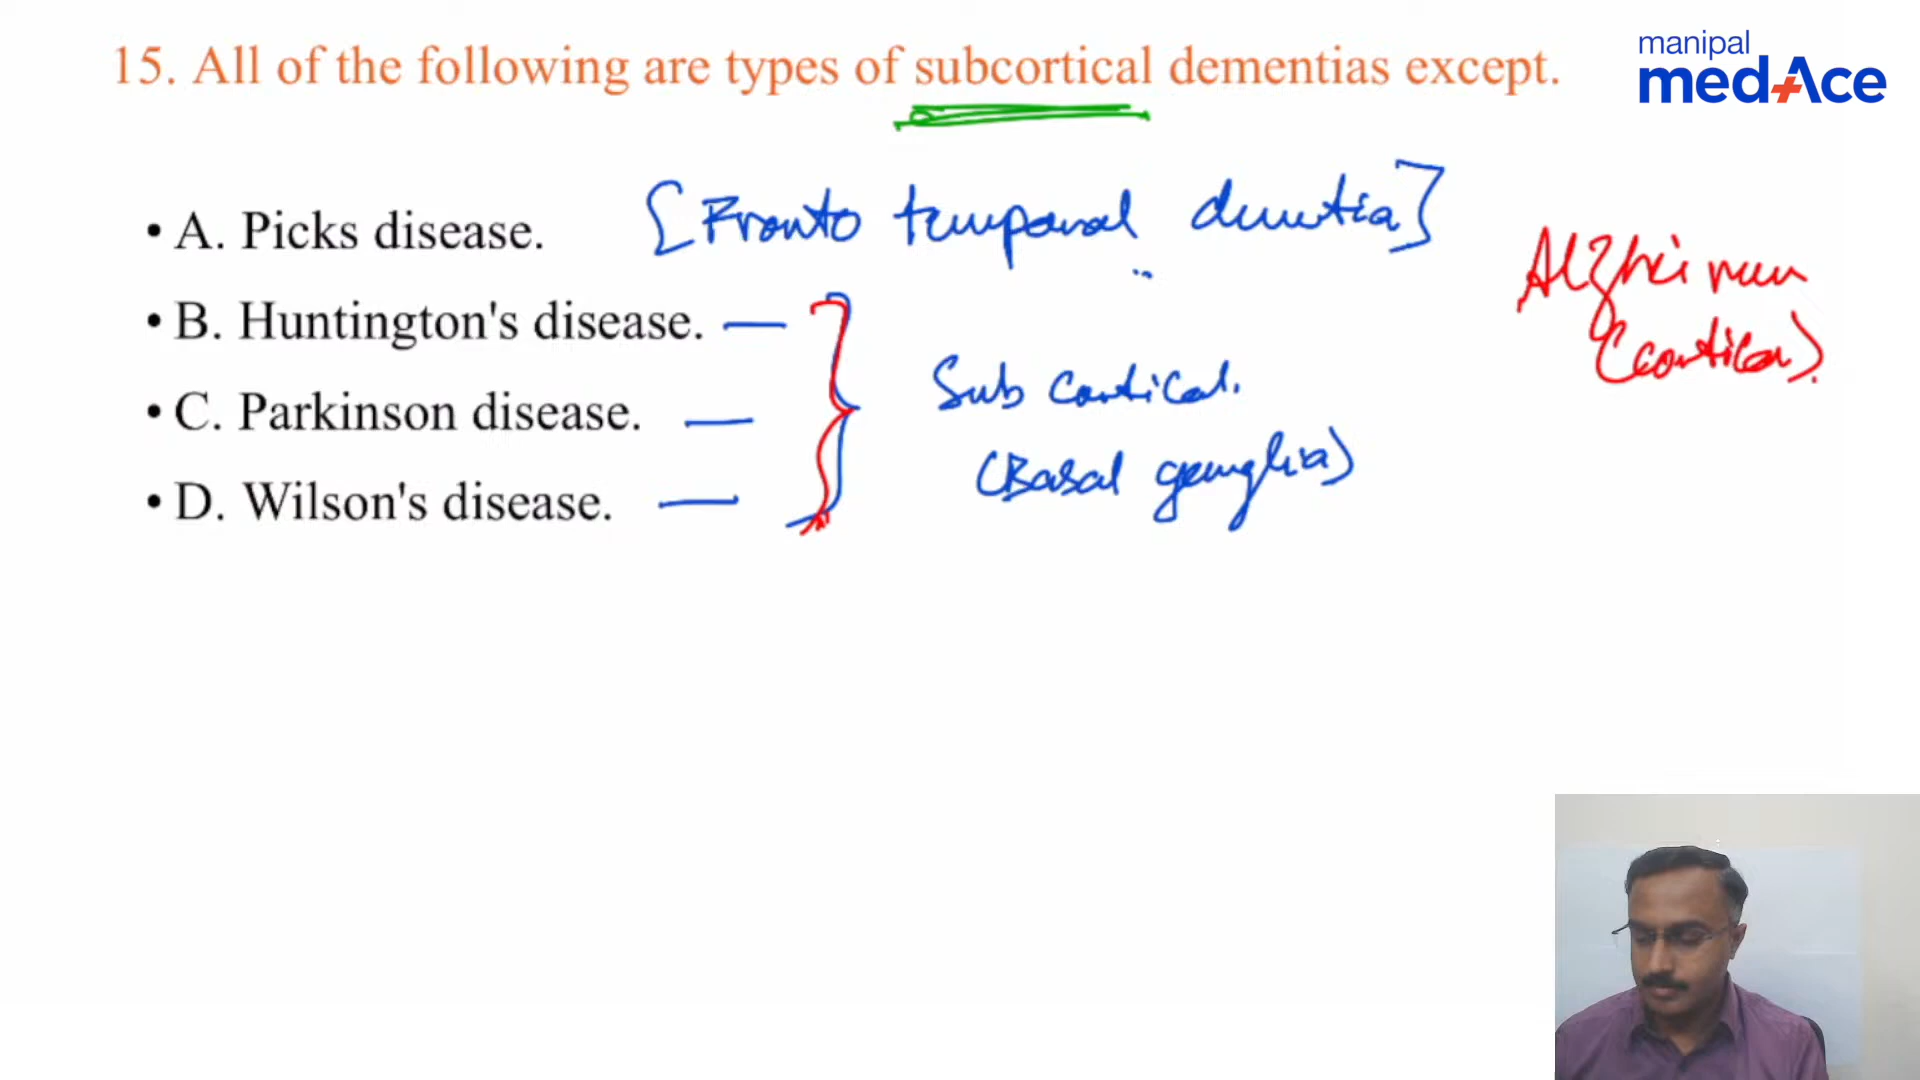 15. All of the following are types of subcortical dementias except.
manipal
medAce
• A. Picks disease.
[Fronto temporal dementia]
• B. Huntington's disease. —
Alzheimer
(cortical).
Sub cortical.
• C. Parkinson disease. —
(Basal ganglia)
• D. Wilson's disease. —